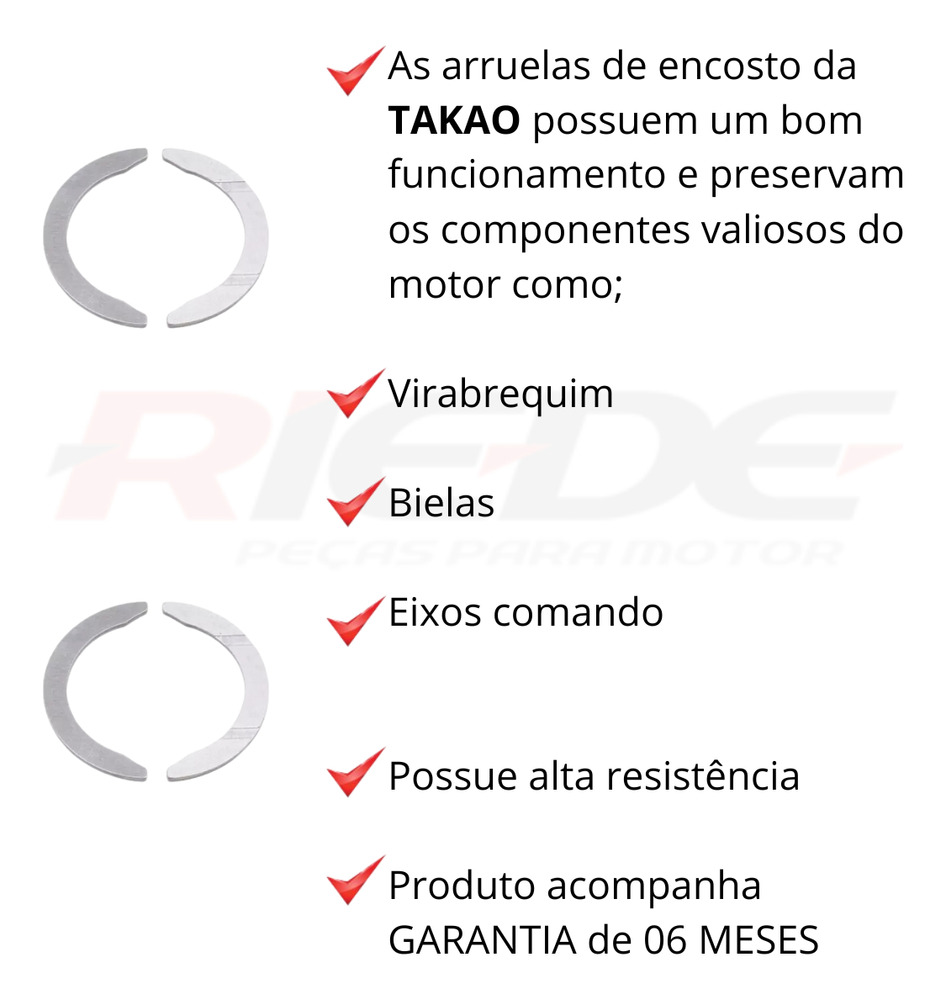 As arruelas de encosto da
TAKAO possuem um bom
funcionamento e preservam
os componentes valiosos do
motor como;
Virabrequim
RIEDE
Bielas
PEÇAS PARA MOTOR
Eixos comando
Possue alta resistência
Produto acompanha
GARANTIA de 06 MESES